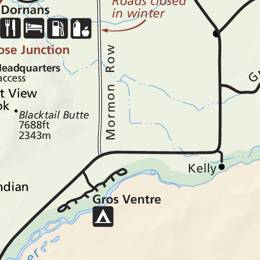 Dornans
Roads closed
in winter
ose Junction
Headquarters
access
t View
ok
Blacktail Butte
7688ft
2343m
Mormon Row
G
Kelly
ndian
Gros Ventre
er